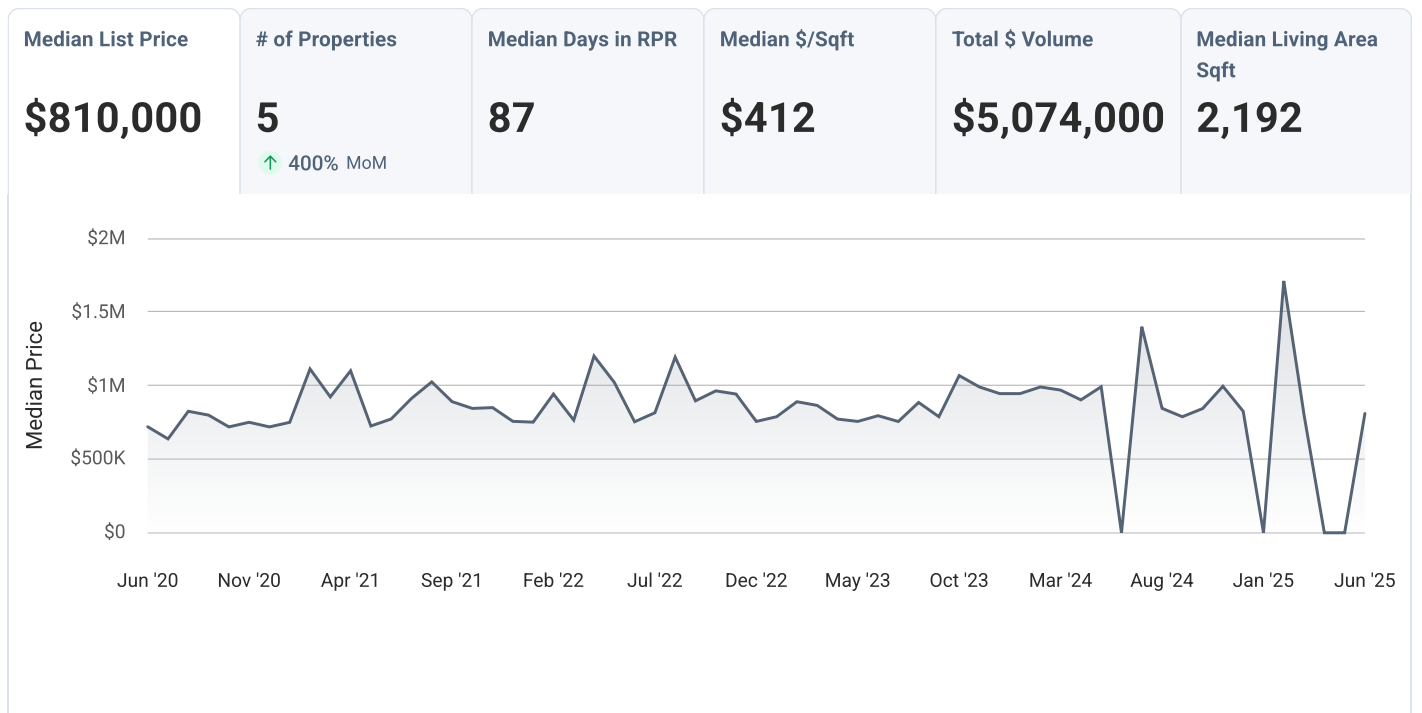 Median List Price
$810,000
# of Properties
5
400% MoM
Median Days in RPR
87
Median $/Sqft
$412
Total $ Volume
$5,074,000
Median Living Area
Sqft
2,192
Median Price
$2M
$1.5M
$1M
$500K
$0
Jun '20
Nov '20
Apr '21
Sep '21
Feb '22
Jul '22
Dec '22
May '23
Oct '23
Mar '24
Aug '24
Jan '25
Jun '25